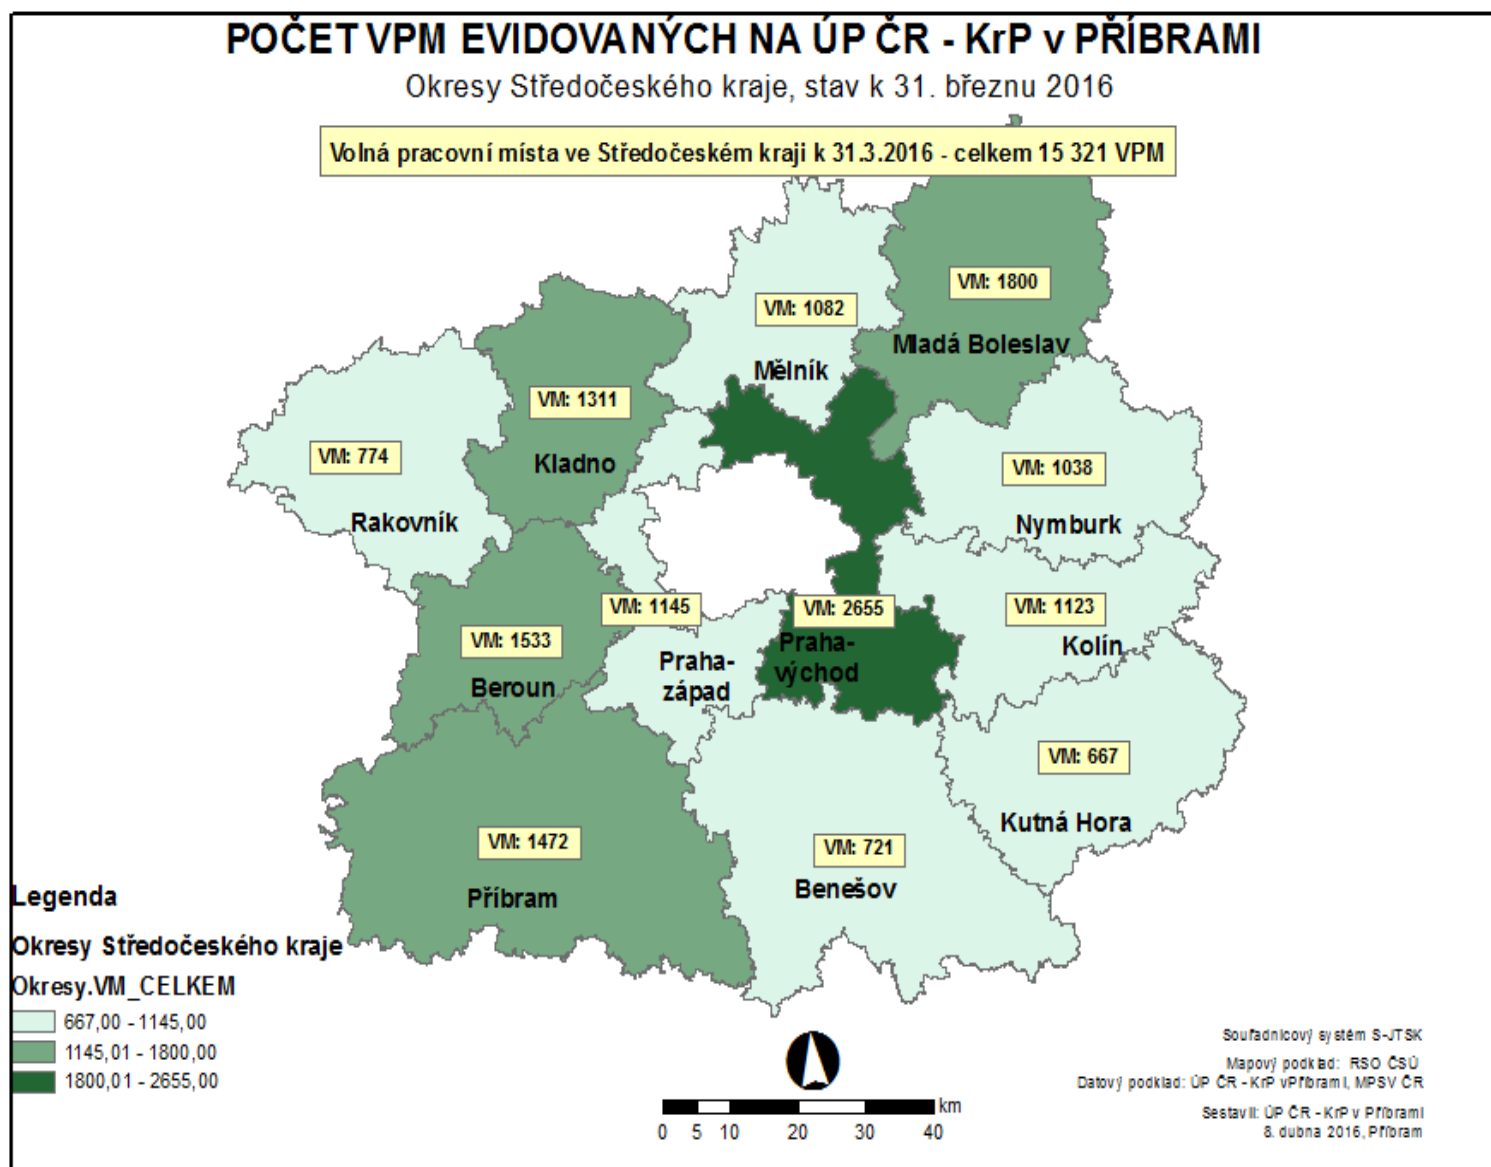 POČET VPM EVIDOVANÝCH NA ÚP ČR - KrP v PŘÍBRAMI
Okresy Středočeského kraje, stav k 31. březnu 2016
Volná pracovní místa ve Středočeském kraji k 31.3.2016 - celkem 15 321 VPM
VM: 1800
VM: 1082
Mladá Boleslav
Mělník
VM: 1311
VM: 774
Kladno
VM: 1038
Rakovník
Nymburk
VM: 1145
VM: 2655
VM: 1123
VM: 1533
Praha-
východ
Kolín
Praha-
západ
Beroun
VM: 667
Kutná Hora
VM: 1472
VM: 721
Benešov
Příbram
Legenda
Okresy Středočeského kraje
Okresy.VM_CELKEM
667,00 - 1145,00
1145,01 - 1800,00
1800,01 - 2655,00
km
0 5 10 20 30 40
Souřadnicový systém S-JTSK
Mapový podklad: RSO ČSÚ
Datový podklad: ÚP ČR - KrP vPříbrami, MPSV ČR
Sestavil: ÚP ČR - KrP v Příbrami
8. dubna 2016, Příbram